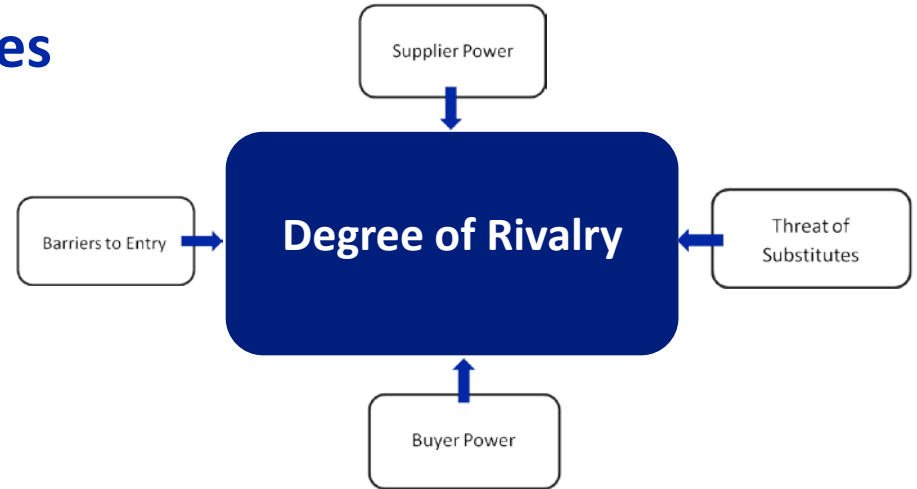 es
Supplier Power
Barriers to Entry
Degree of Rivalry
Threat of
Substitutes
Buyer Power